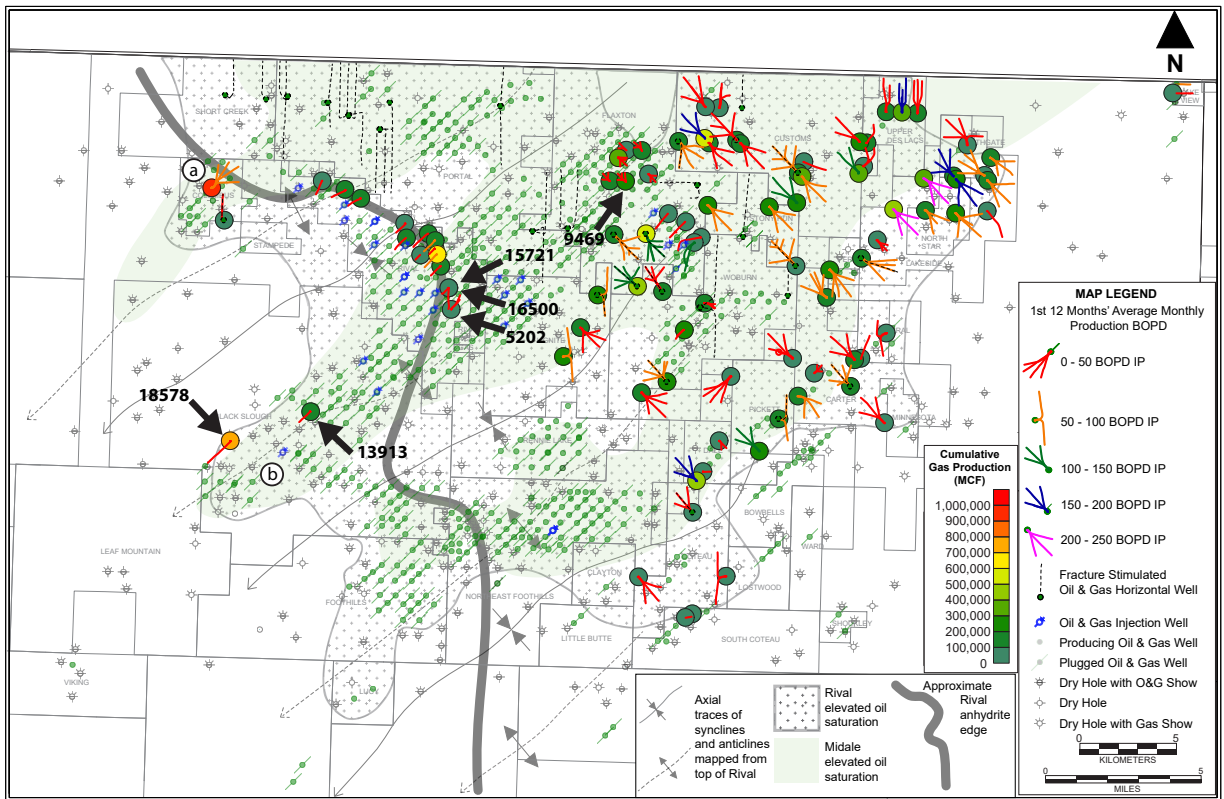 N
SHORT CREEK
FLAXTON
CUSTOMS
UPPER
DES LACS
PORTAL
a
STAMPEDE
9469
15721
16500
5202
WOBURN
NORTH
STAR
18578
13913
b
CARTER
MINNESOTA
BOWBELLS
WARD
LEAF MOUNTAIN
CLAYTON
LOSTWOOD
FOOTHILLS
NORTHEAST FOOTHILLS
LITTLE BUTTE
SOUTH COTEAU
VIKING
LUCY
MAP LEGEND
1st 12 Months' Average Monthly
Production BOPD
0 - 50 BOPD IP
50 - 100 BOPD IP
100 - 150 BOPD IP
150 - 200 BOPD IP
200 - 250 BOPD IP
Fracture Stimulated
Oil & Gas Horizontal Well
Oil & Gas Injection Well
Producing Oil & Gas Well
Plugged Oil & Gas Well
Dry Hole with O&G Show
Dry Hole
Dry Hole with Gas Show
0 5
KILOMETERS
0 5
MILES
Cumulative
Gas Production
(MCF)
1,000,000
900,000
800,000
700,000
600,000
500,000
400,000
300,000
200,000
100,000
0
Axial
traces of
synclines
and anticlines
mapped from
top of Rival
Rival
elevated oil
saturation
Midale
elevated oil
saturation
Approximate
Rival
anhydrite
edge